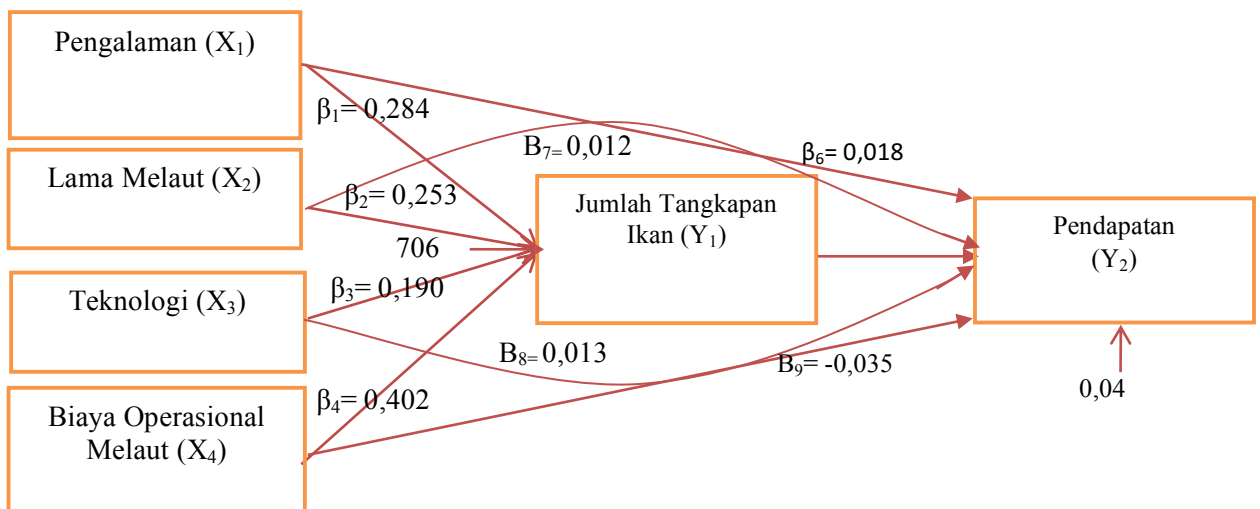 Pengalaman (X₁)
β₁= 0,284
B₇= 0,012
β₆= 0,018
Lama Melaut (X₂)
β₂= 0,253
706
Jumlah Tangkapan
Ikan (Y₁)
Pendapatan
(Y₂)
Teknologi (X₃)
β₃= 0,190
B₈= 0,013
B₉= -0,035
0,04
β₄= 0,402
Biaya Operasional
Melaut (X₄)